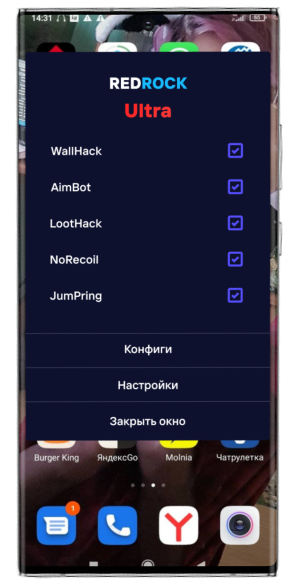 14:31
60
REDROCK
Ultra
WallHack
AimBot
LootHack
NoRecoil
JumPring
Конфиги
Настройки
Закрыть окно
Burger King
ЯндексGo
Molnia
Чатрулетка
1